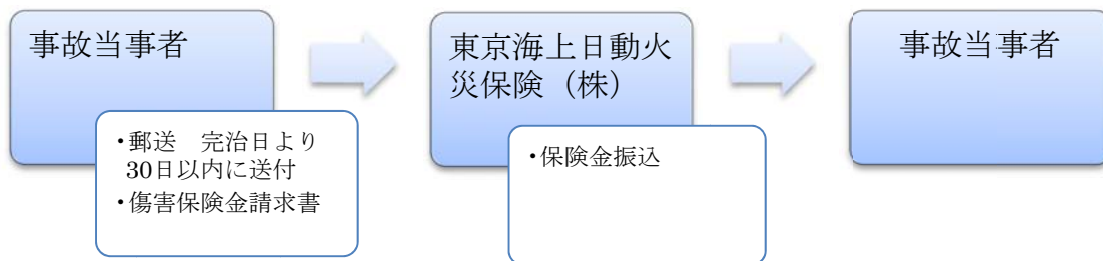 事故当事者
・郵送　完治日より
30日以内に送付
・傷害保険金請求書
東京海上日動火
災保険（株）
・保険金振込
事故当事者